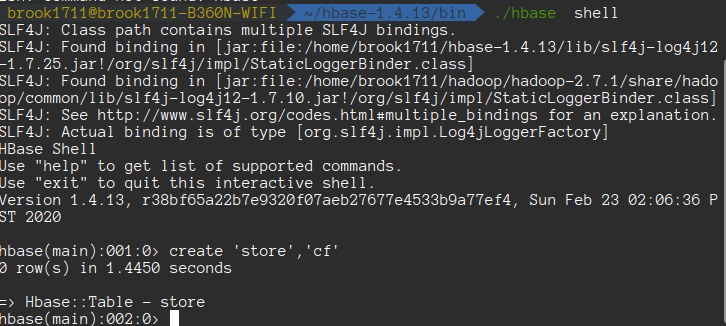 brook1711@brook1711-B360N-WIFI ~/hbase-1.4.13/bin ./hbase shell
SLF4J: Class path contains multiple SLF4J bindings.
SLF4J: Found binding in [jar:file:/home/brook1711/hbase-1.4.13/lib/slf4j-log4j12
-1.7.25.jar!/org/slf4j/impl/StaticLoggerBinder.class]
SLF4J: Found binding in [jar:file:/home/brook1711/hadoop/hadoop-2.7.1/share/hado
op/common/lib/slf4j-log4j12-1.7.10.jar!/org/slf4j/impl/StaticLoggerBinder.class]
SLF4J: See http://www.slf4j.org/codes.html#multiple_bindings for an explanation.
SLF4J: Actual binding is of type [org.slf4j.impl.Log4jLoggerFactory]
HBase Shell
Use "help" to get list of supported commands.
Use "exit" to quit this interactive shell.
Version 1.4.13, r38bf65a22b7e9320f07aeb27677e4533b9a77ef4, Sun Feb 23 02:06:36 P
ST 2020
hbase(main):001:0> create 'store','cf'
0 row(s) in 1.4450 seconds
=> Hbase::Table - store
hbase(main):002:0>